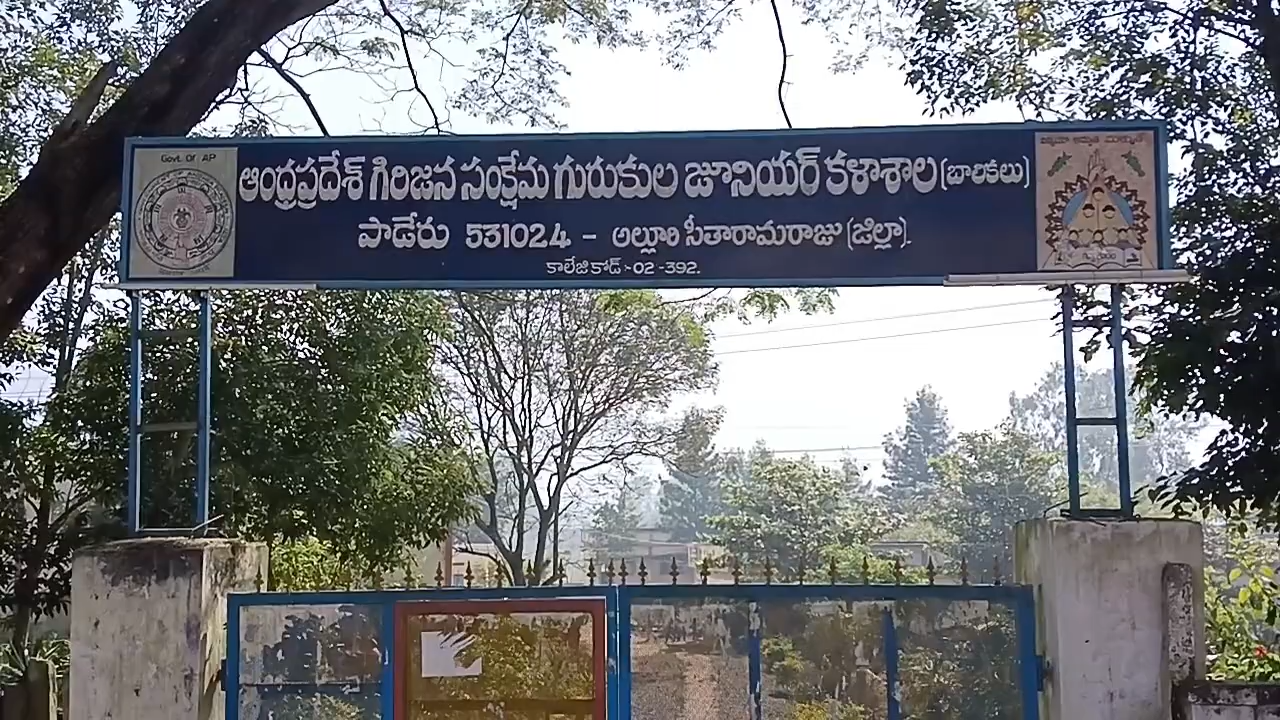 Govt. Of AP
ఆంధ్రప్రదేశ్ గిరిజన సంక్షేమ గురుకుల జూనియర్ కళాశాల (బాలికలు)
పాడేరు 531024 - అల్లూరి సీతారామరాజు (జిల్లా).
కాలేజి కోడ్ :- 02 -392.